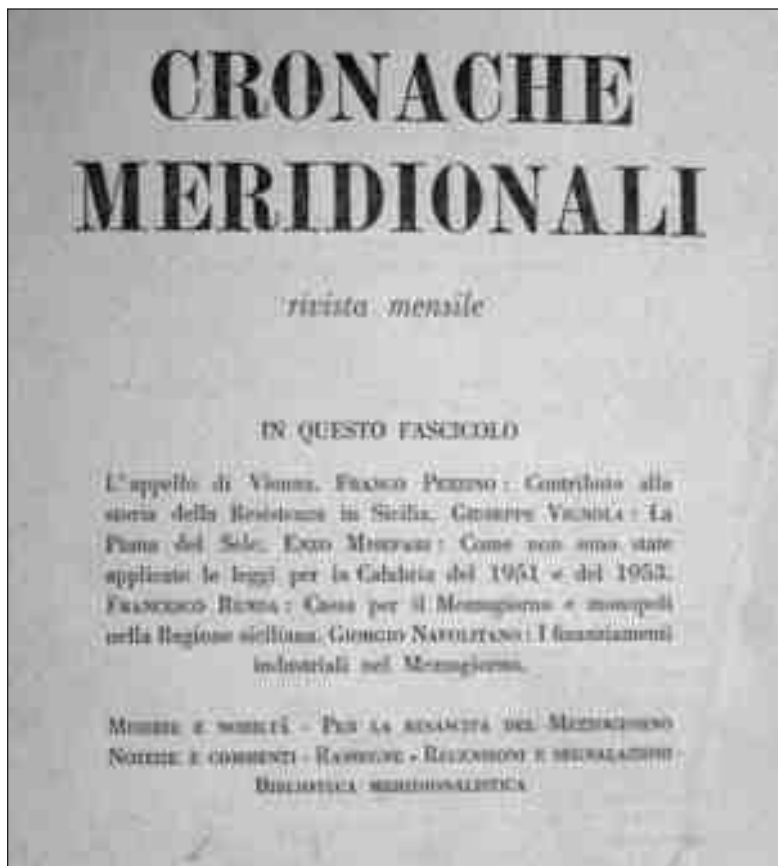 CRONACHE
MERIDIONALI
rivista mensile
IN QUESTO FASCICOLO
L'appello di Vienna. FRANCO PEZZINO : Contributo alla
storia della Resistenza in Sicilia. GIUSEPPE VIGNOLA : La
Piana del Sele. ENZO MISEFARI : Come non sono state
applicate le leggi per la Calabria del 1951 e del 1953.
FRANCESCO RENDA : Cassa per il Mezzogiorno e monopoli
nella Regione siciliana. GIORGIO NAPOLITANO : I finanziamenti
industriali nel Mezzogiorno.
MISERIE E NOBILTÀ - PER LA RINASCITA DEL MEZZOGIORNO
NOTIZIE E COMMENTI - RASSEGNE - RECENSIONI E SEGNALAZIONI
BIBLIOTECA MERIDIONALISTICA